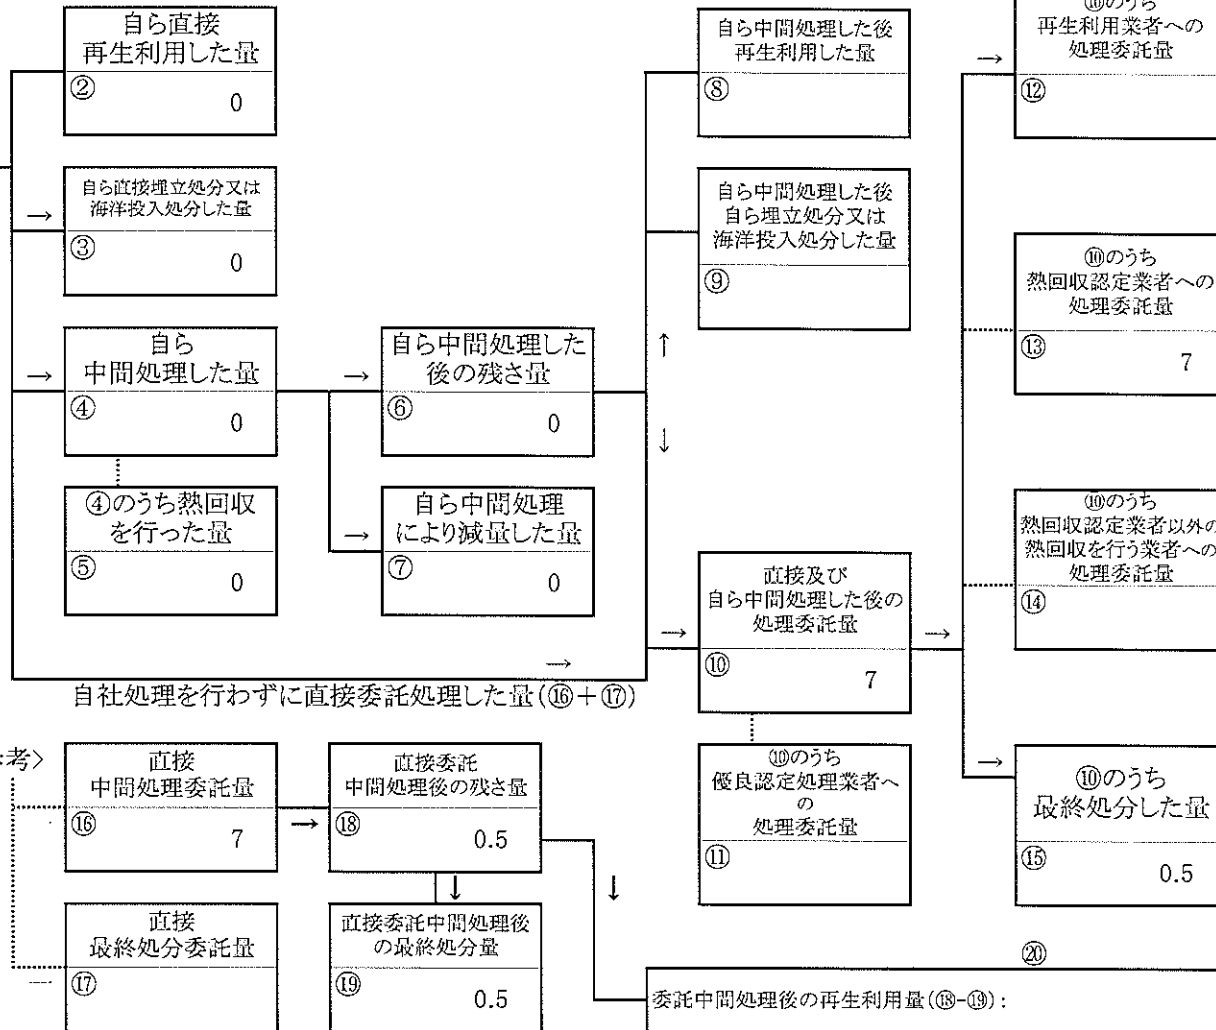 自ら直接
再生利用した量
② 0
自ら直接埋立処分又は
海洋投入処分した量
→
③ 0
自ら
中間処理した量
→
④ 0
④のうち熱回収
を行った量
⑤ 0
自ら中間処理した
後の残さ量
→
⑥ 0
自ら中間処理
により減量した量
→
⑦ 0
自ら中間処理した後
再生利用した量
⑧
自ら中間処理した後
自ら埋立処分又は
海洋投入処分した量
⑨
↑
↓
直接及び
自ら中間処理した後の
処理委託量
→
⑩ 7
→
⑩のうち
優良認定処理業者へ
の
処理委託量
⑪
⑩のうち
再生利用業者への
処理委託量
→
⑫
⑩のうち
熱回収認定業者への
処理委託量
⑬ 7
⑩のうち
熱回収認定業者以外の
熱回収を行う業者への
処理委託量
⑭
→
⑩のうち
最終処分した量
⑮ 0.5
→
自社処理を行わずに直接委託処理した量(⑯+⑰)
考>
直接
中間処理委託量
⑯ 7
→
直接委託
中間処理後の残さ量
⑱ 0.5
↓
↓
直接
最終処分委託量
⑰
直接委託中間処理後
の最終処分量
⑲ 0.5
⑳
委託中間処理後の再生利用量(⑱-⑲):